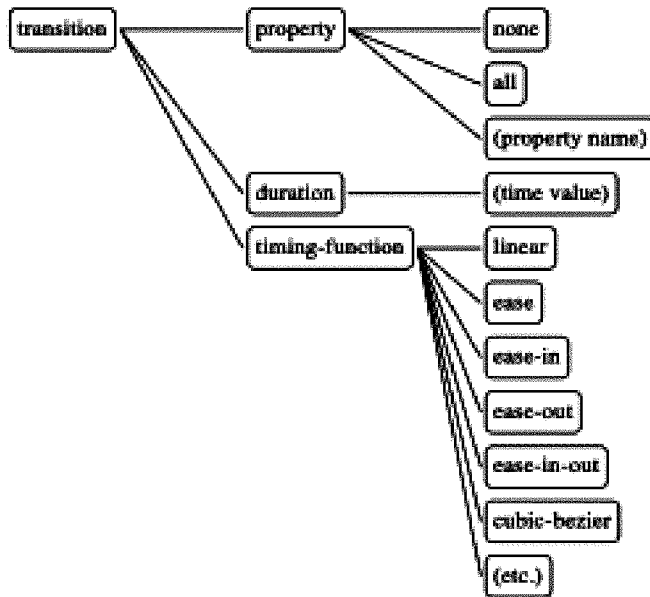 transition
property
none
all
(property name)
duration
(time value)
timing-function
linear
ease
ease-in
ease-out
ease-in-out
cubic-bezier
(etc.)